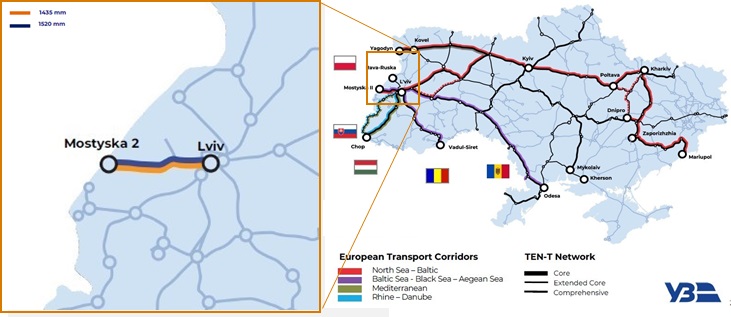 1435 mm
1520 mm
Mostyska 2
Lviv
Kovel
Yagodyn
ava-Ruska
L'viv
Mostysk. II
Chop
Vadul-Siret
Kyiv
Poltava
Kharkiv
Dnipro
Zaporizhzhia
Mariupol
Mykolaiv
Kherson
Odesa
European Transport Corridors
North Sea – Baltic
Baltic Sea - Black Sea – Aegean Sea
Mediterranean
Rhine – Danube
TEN-T Network
Core
Extended Core
Comprehensive
УЗ